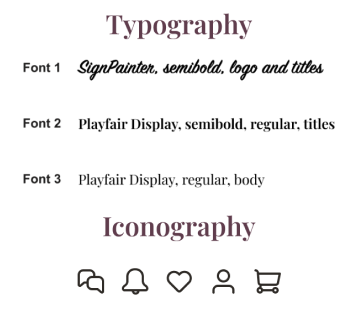 Typography
Font 1 SignPainter, semibold, logo and titles
Font 2 Playfair Display, semibold, regular, titles
Font 3 Playfair Display, regular, body
Iconography